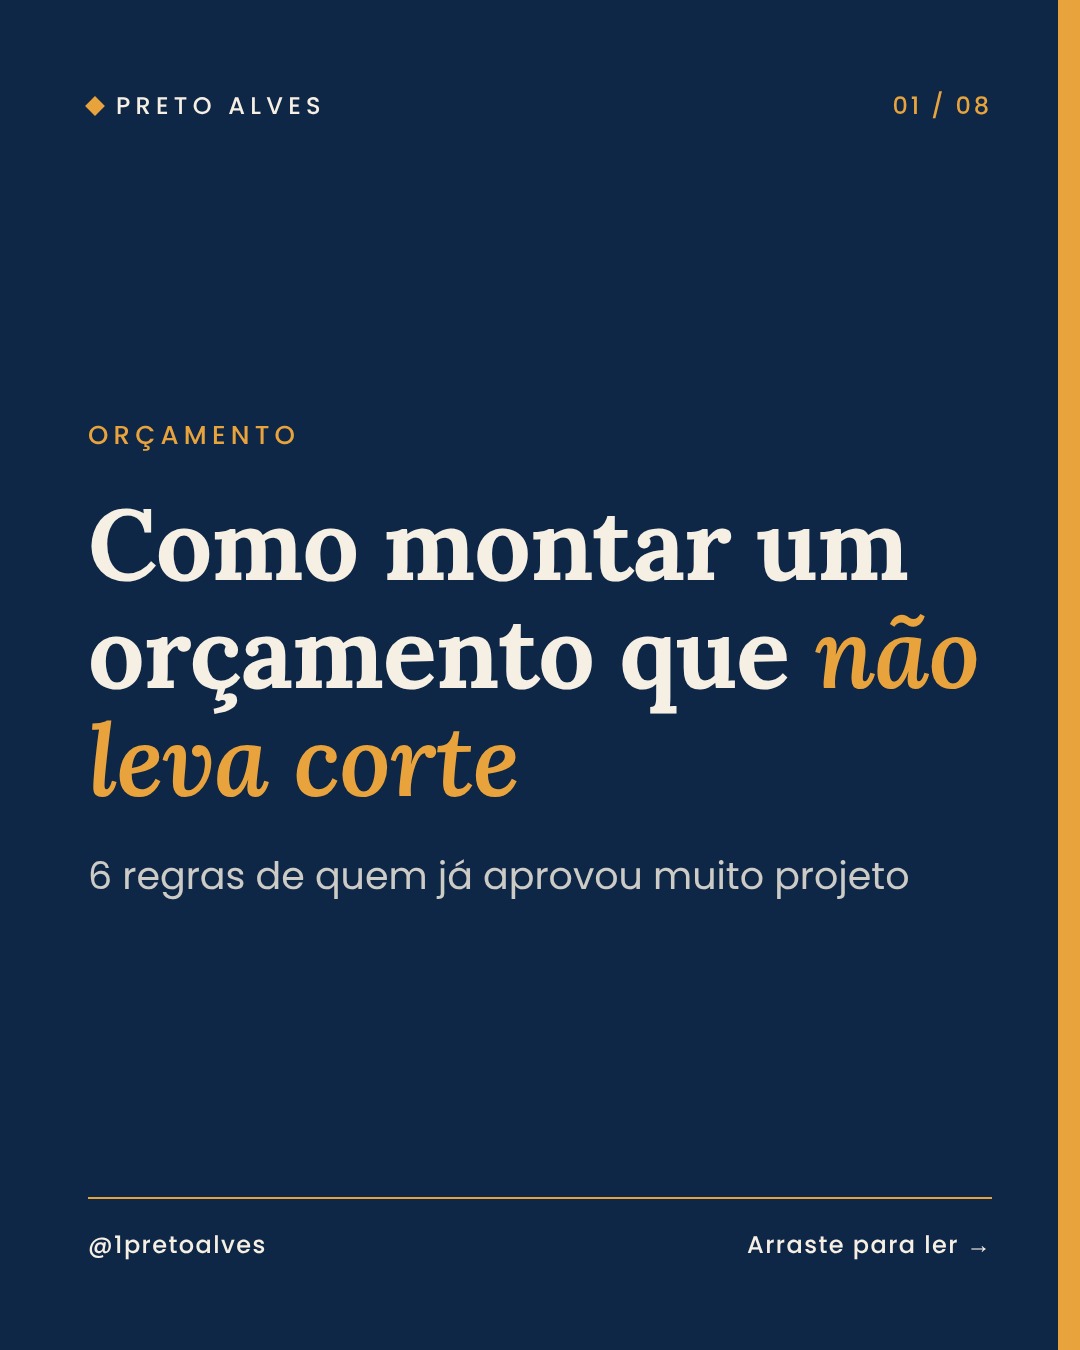 PRETO ALVES
01 / 08
ORÇAMENTO
Como montar um
orçamento que não
leva corte
6 regras de quem já aprovou muito projeto
@1pretoalves
Arraste para ler →